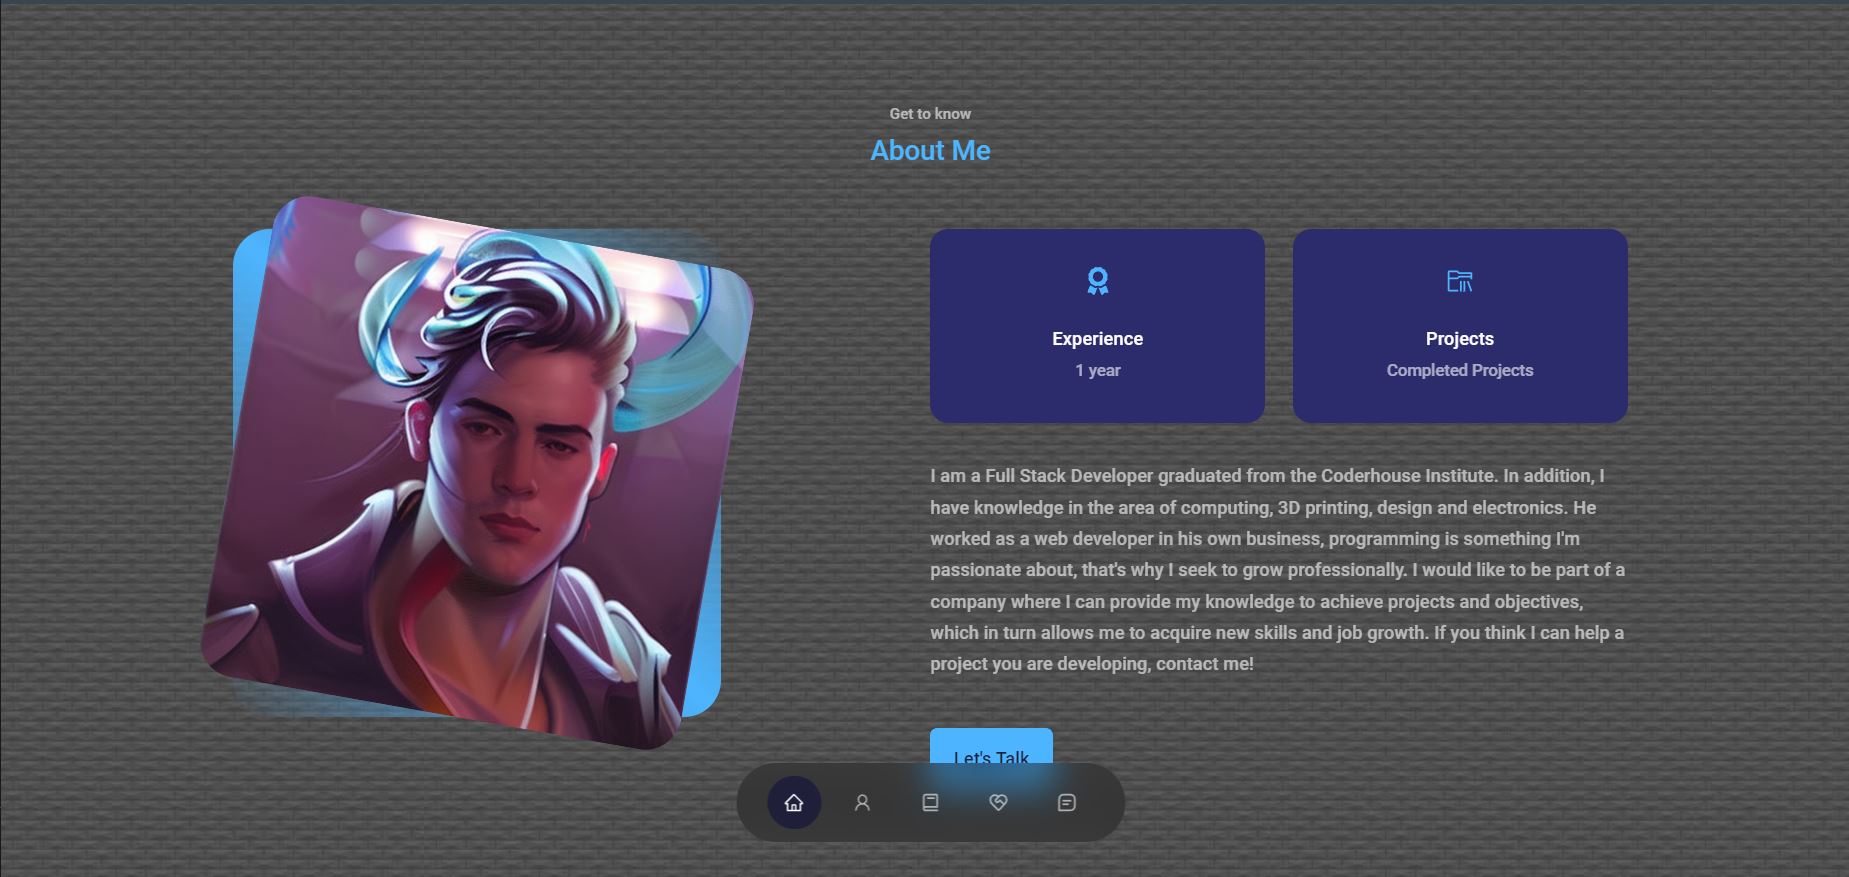 Get to know
About Me
Experience
1 year
Projects
Completed Projects
I am a Full Stack Developer graduated from the Coderhouse Institute. In addition, I
have knowledge in the area of computing, 3D printing, design and electronics. He
worked as a web developer in his own business, programming is something I'm
passionate about, that's why I seek to grow professionally. I would like to be part of a
company where I can provide my knowledge to achieve projects and objectives,
which in turn allows me to acquire new skills and job growth. If you think I can help a
project you are developing, contact me!
Let's Talk